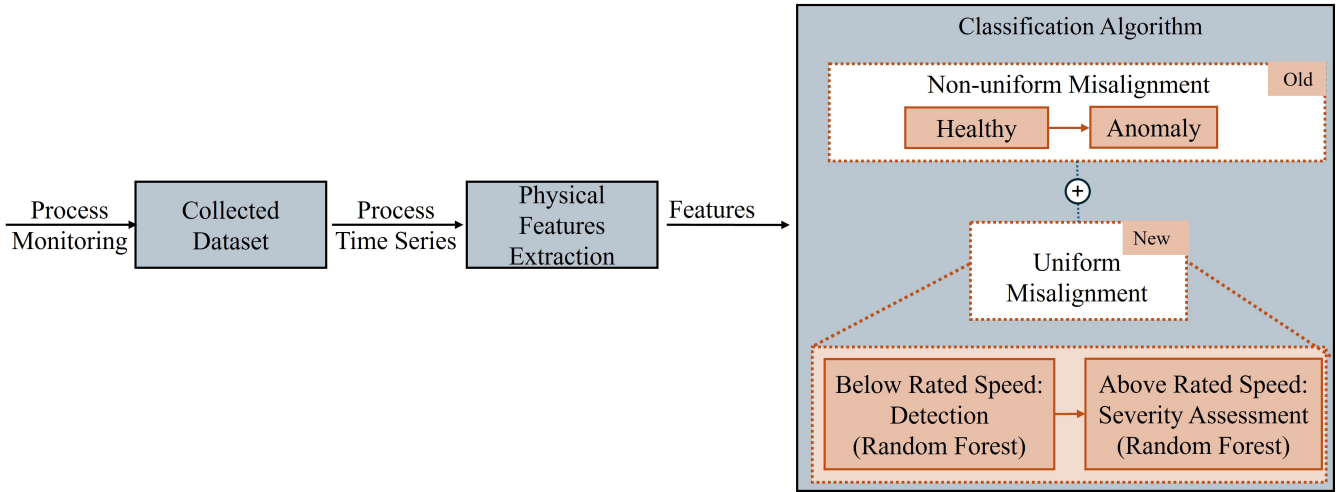 Process
Monitoring
Collected
Dataset
Process
Time Series
Physical
Features
Extraction
Features
Classification Algorithm
Old
Non-uniform Misalignment
Healthy
Anomaly
+
New
Uniform
Misalignment
Below Rated Speed:
Detection
(Random Forest)
Above Rated Speed:
Severity Assessment
(Random Forest)